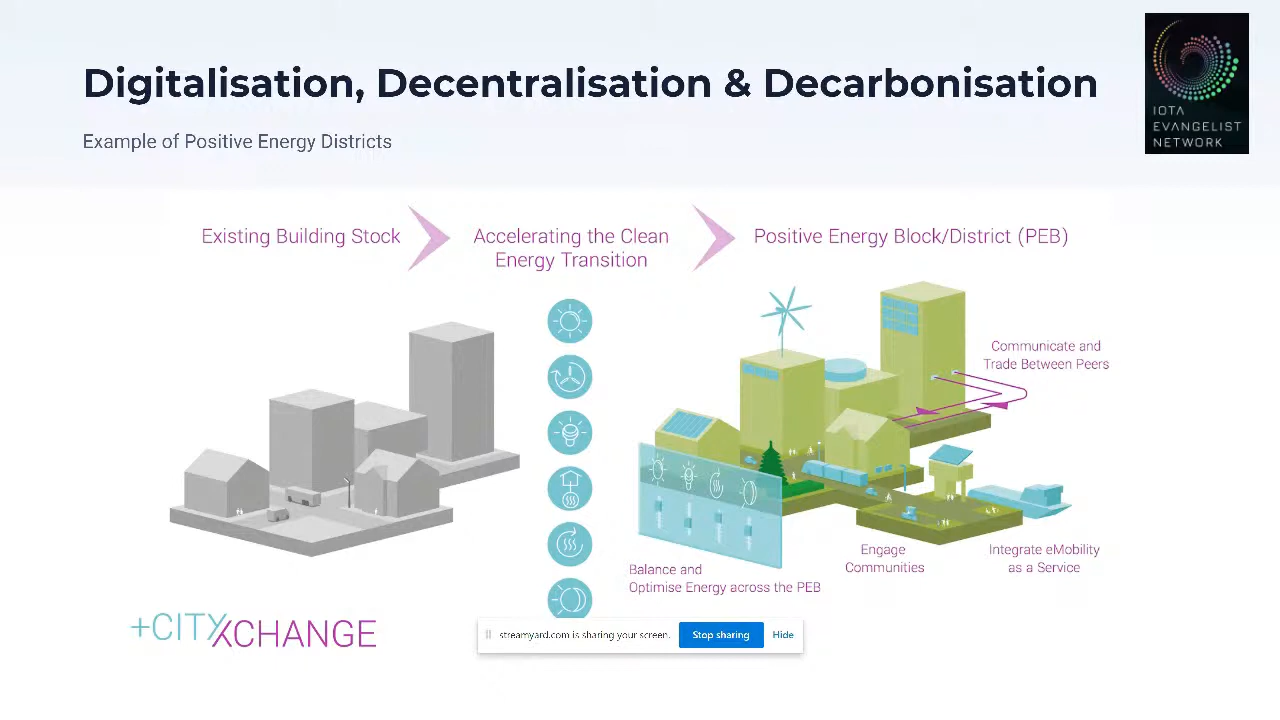 Digitalisation, Decentralisation & Decarbonisation
Example of Positive Energy Districts
IOTA
EVANGELIST
NETWORK
Existing Building Stock
Accelerating the Clean
Energy Transition
Positive Energy Block/District (PEB)
Communicate and
Trade Between Peers
Engage
Communities
Integrate eMobility
as a Service
Balance and
Optimise Energy across the PEB
+CITYXCHANGE
streamyard.com is sharing your screen.
Stop sharing
Hide